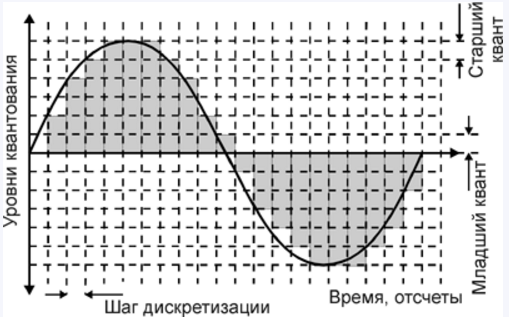 Уровни квантования
Старший
квант
Младший квант
Время, отсчеты
Шаг дискретизации